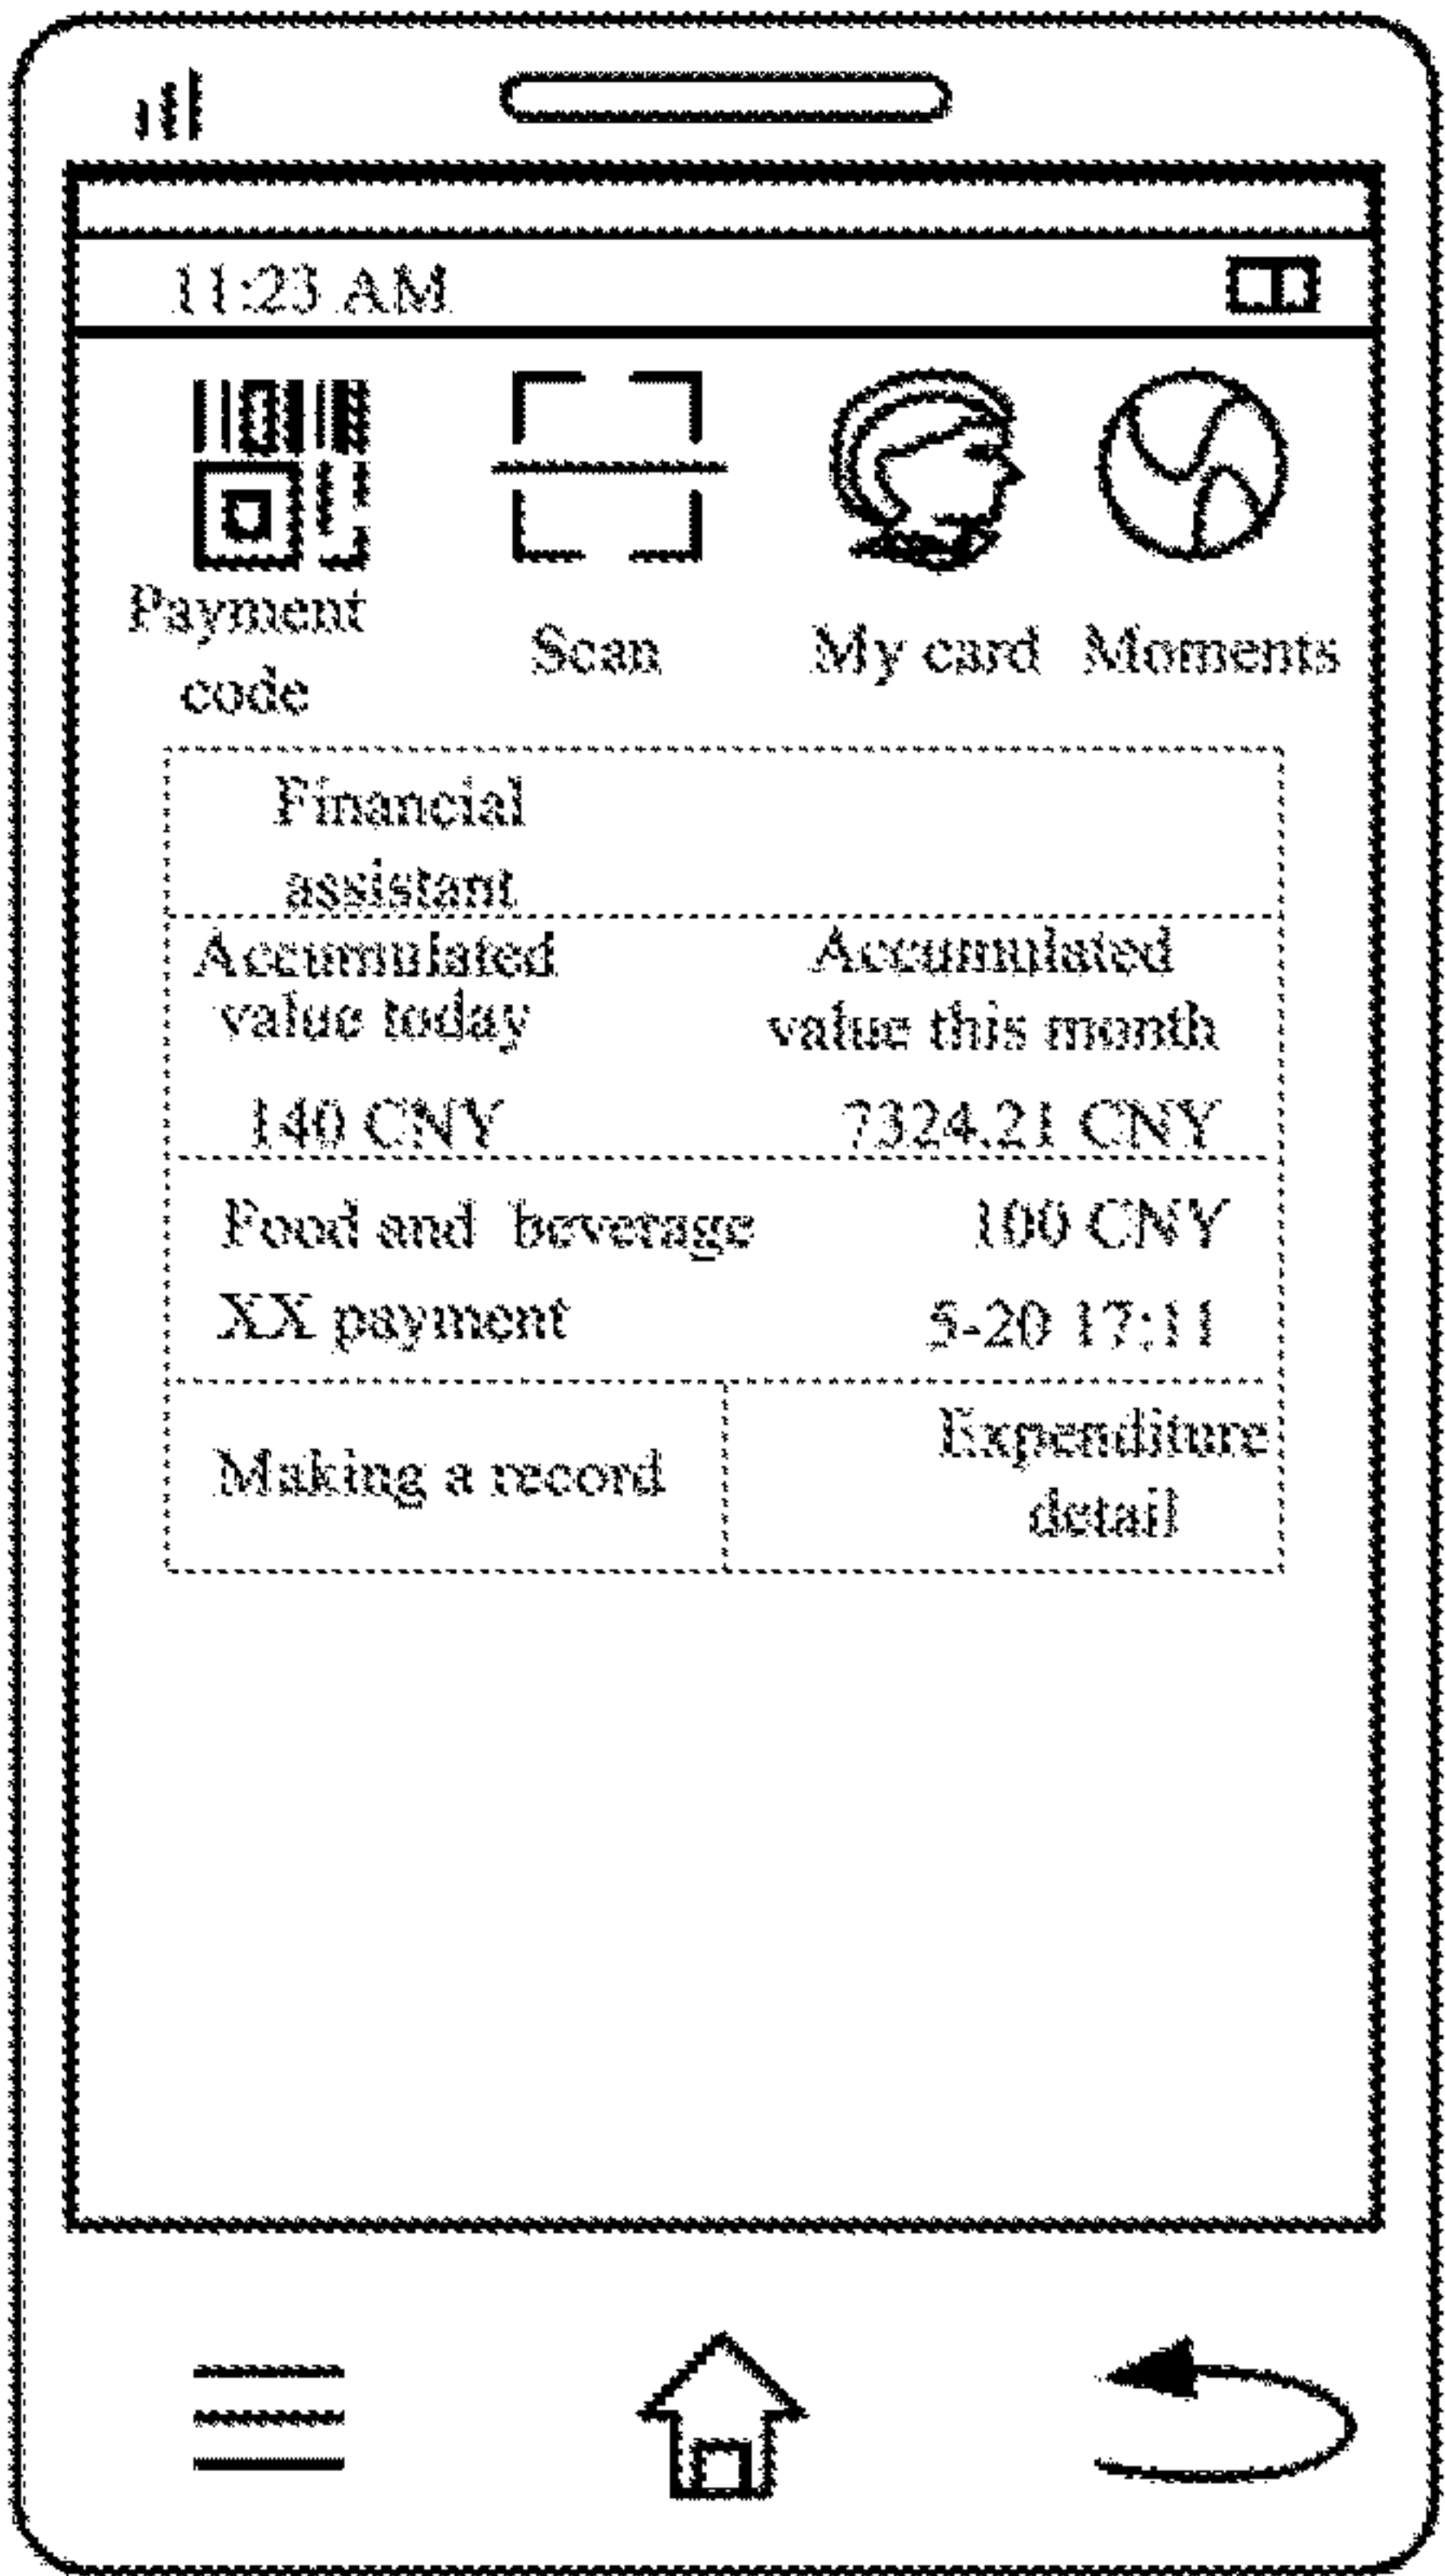 11:23 AM
Payment
code
Scan
My card
Moments
Financial
assistant
Accumulated
value today
140 CNY
Accumulated
value this month
7324.21 CNY
Food and beverage
100 CNY
XX payment
5-20 17:11
Making a record
Expenditure
detail